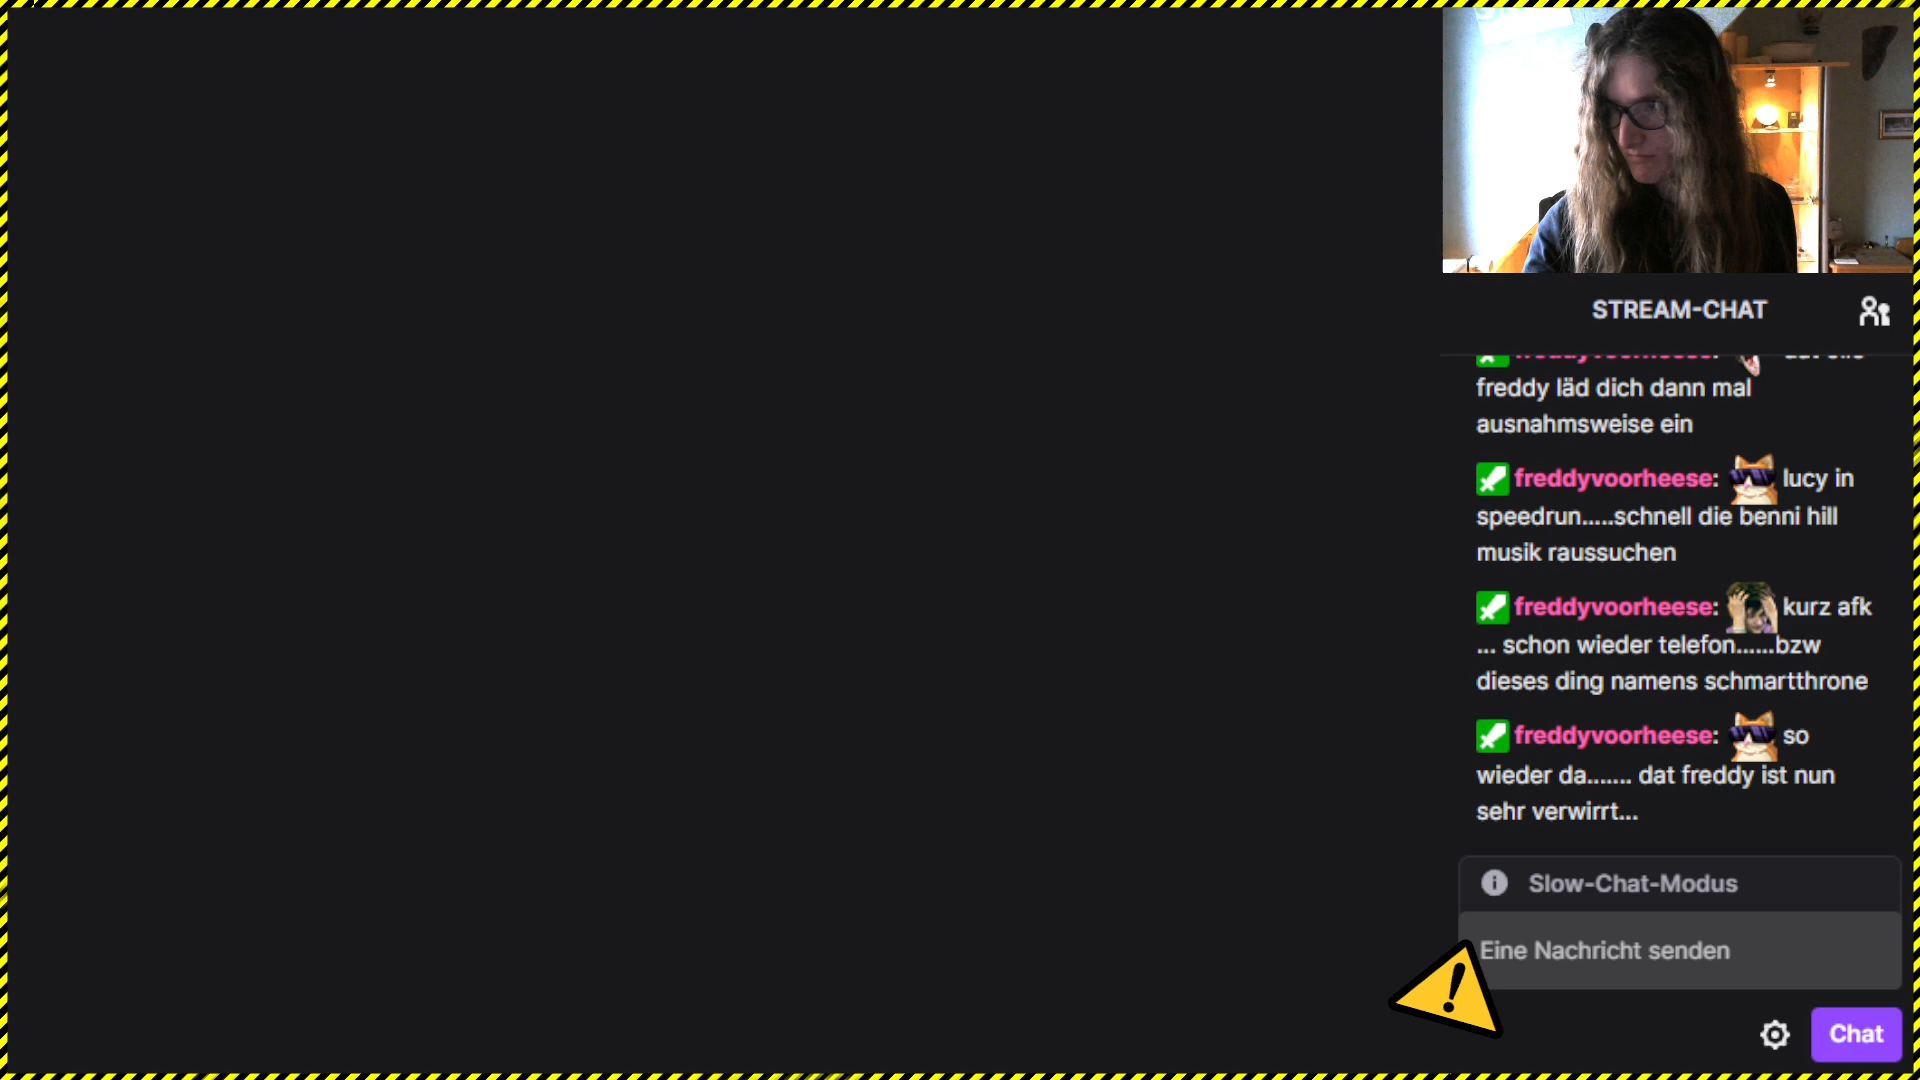 STREAM-CHAT
freddy läd dich dann mal
ausnahmsweise ein
freddyvoorheese: lucy in
speedrun.....schnell die benni hill
musik raussuchen
freddyvoorheese: kurz afk
... schon wieder telefon......bzw
dieses ding namens schmartthrone
freddyvoorheese: so
wieder da....... dat freddy ist nun
sehr verwirrt...
Slow-Chat-Modus
Eine Nachricht senden
!
Chat